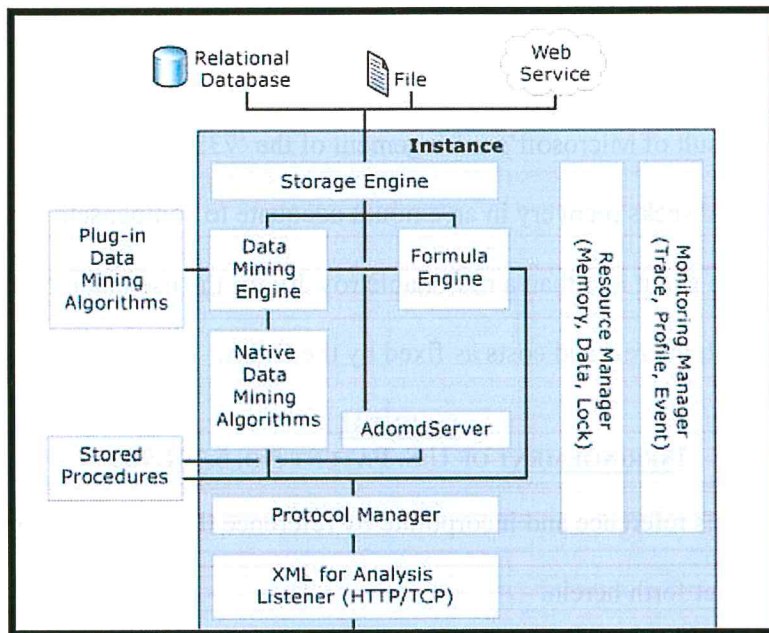 Relational
Database
File
Web
Service
Instance
Storage Engine
Plug-in
Data
Mining
Algorithms
Data
Mining
Engine
Formula
Engine
Native
Data
Mining
Algorithms
AdomdServer
Stored
Procedures
Protocol Manager
XML for Analysis
Listener (HTTP/TCP)
Resource Manager
(Memory, Data, Lock)
Monitoring Manager
(Trace, Profile, Event)